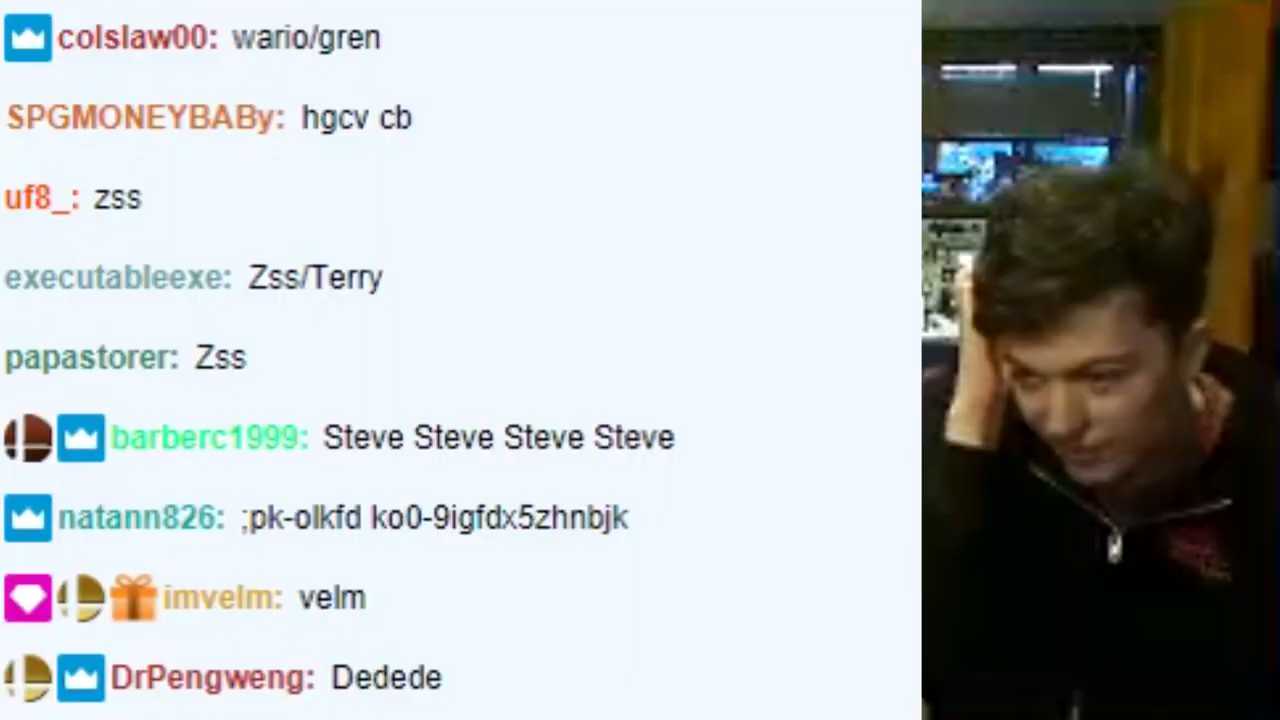 colslaw00: wario/gren
SPGMONEYBABy: hgcv cb
uf8_: zss
executableexe: Zss/Terry
papastorer: Zss
barberc1999: Steve Steve Steve Steve
natann826: ;pk-olkfd ko0-9igfdx5zhnbjk
imvelm: velm
DrPengweng: Dedede